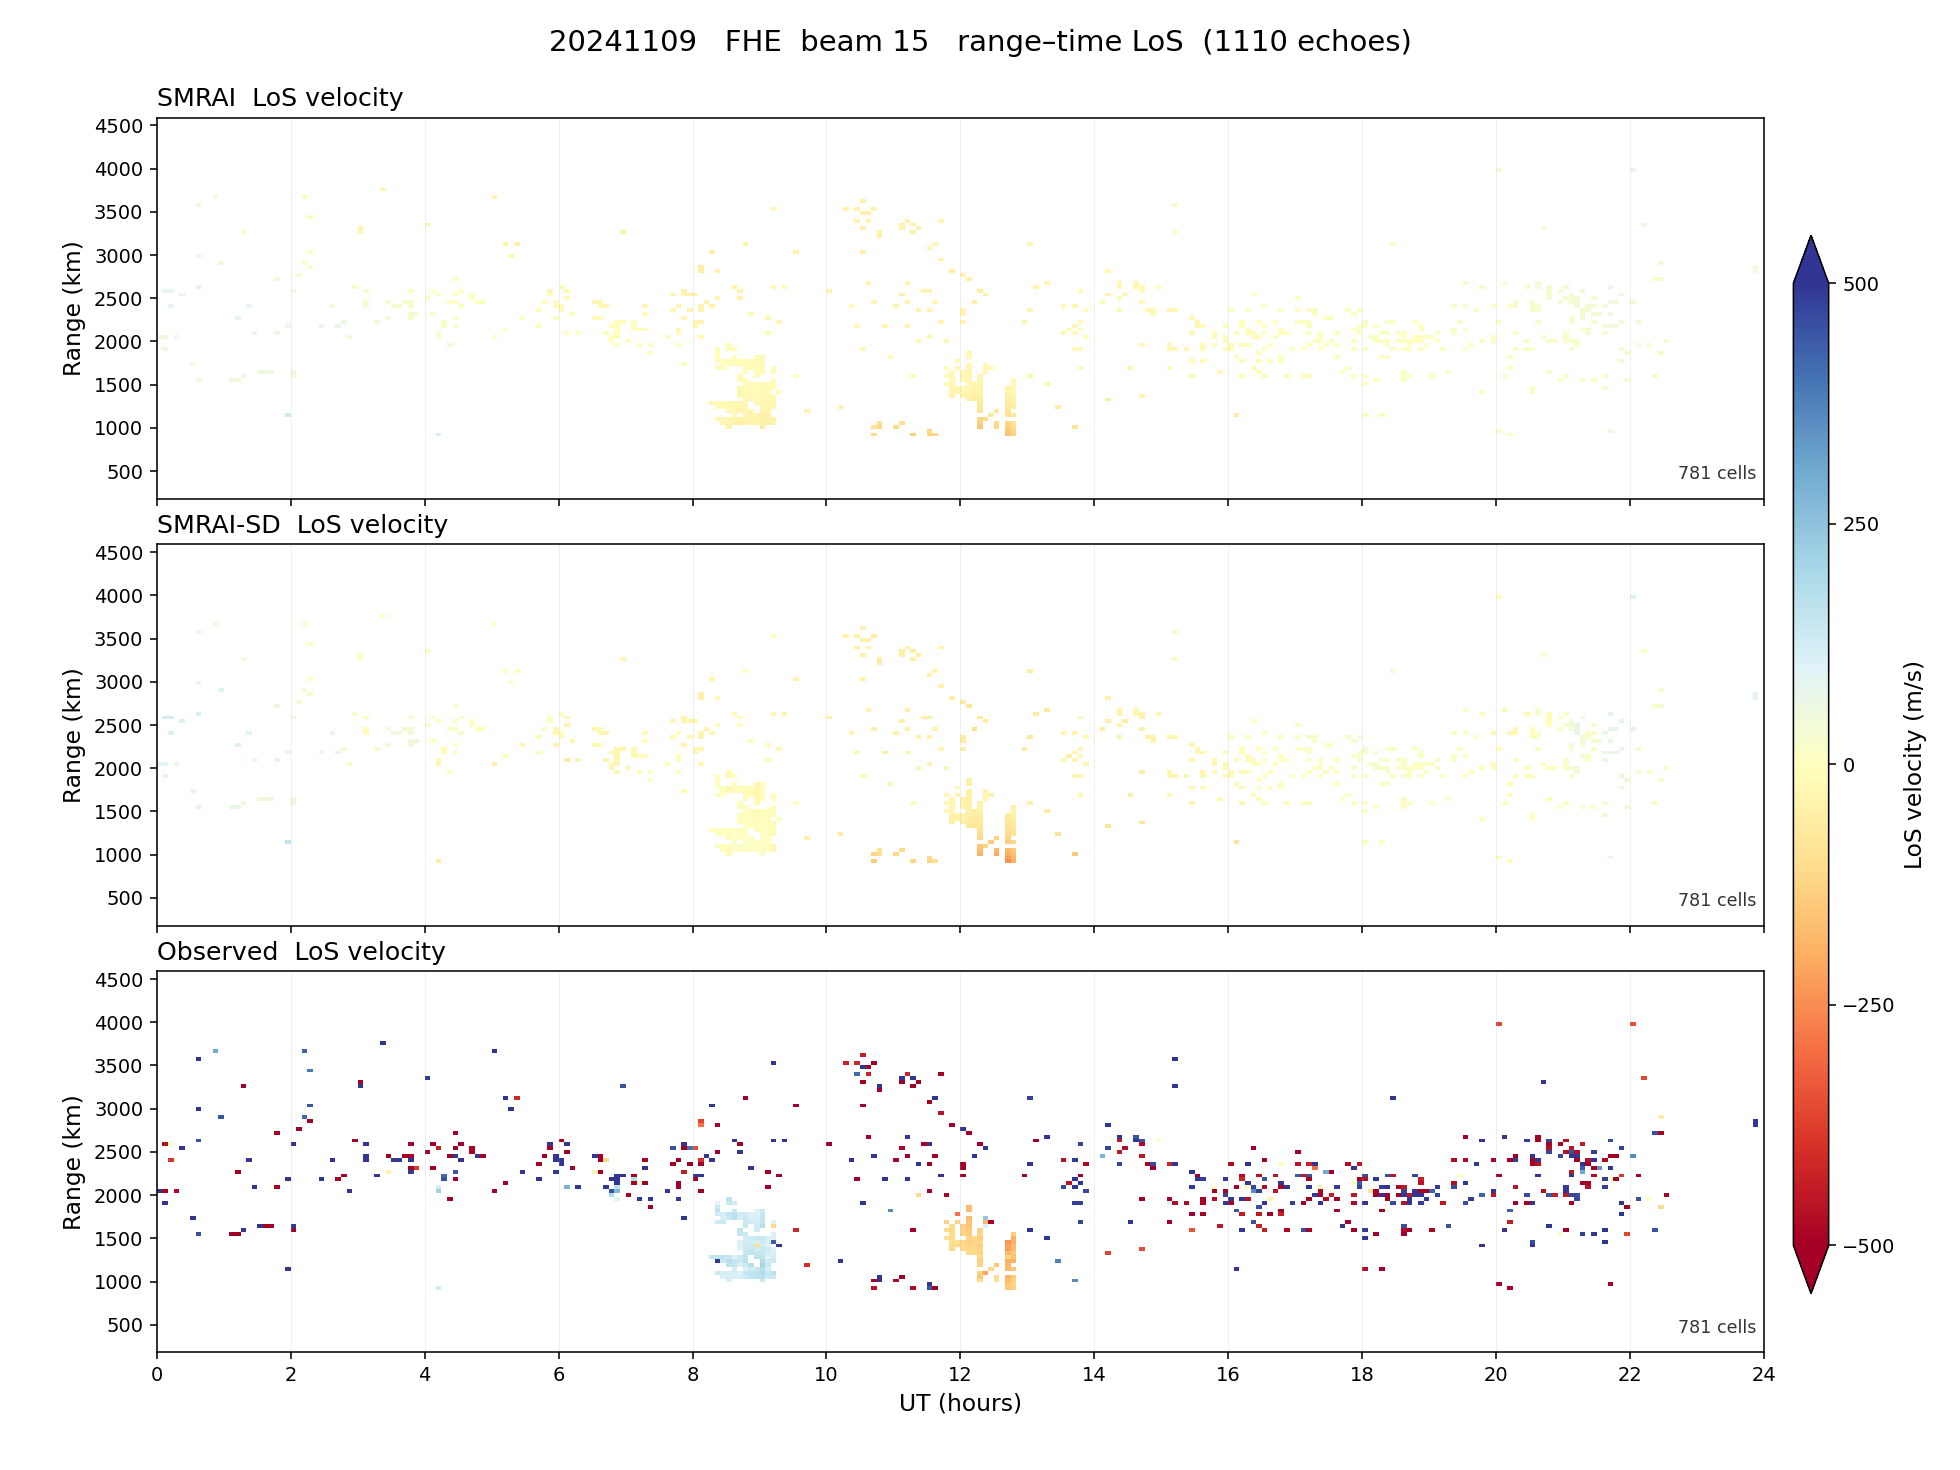 20241109   FHE  beam 15   range–time LoS  (1110 echoes)
SMRAI  LoS velocity
4500
4000
3500
3000
2500
2000
1500
1000
500
Range (km)
781 cells
SMRAI-SD  LoS velocity
4500
4000
3500
3000
2500
2000
1500
1000
500
Range (km)
781 cells
Observed  LoS velocity
4500
4000
3500
3000
2500
2000
1500
1000
500
Range (km)
781 cells
0 2 4 6 8 10 12 14 16 18 20 22 24
UT (hours)
500
250
0
−250
−500
LoS velocity (m/s)